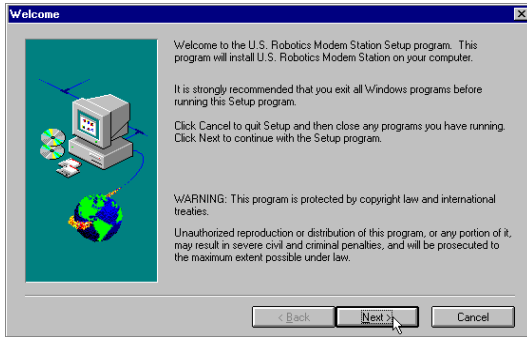 Welcome
Welcome to the U.S. Robotics Modem Station Setup program. This
program will install U.S. Robotics Modem Station on your computer.
It is strongly recommended that you exit all Windows programs before
running this Setup program.
Click Cancel to quit Setup and then close any programs you have running.
Click Next to continue with the Setup program.
WARNING: This program is protected by copyright law and international
treaties.
Unauthorized reproduction or distribution of this program, or any portion of it,
may result in severe civil and criminal penalties, and will be prosecuted to
the maximum extent possible under law.
< Back
Next >
Cancel